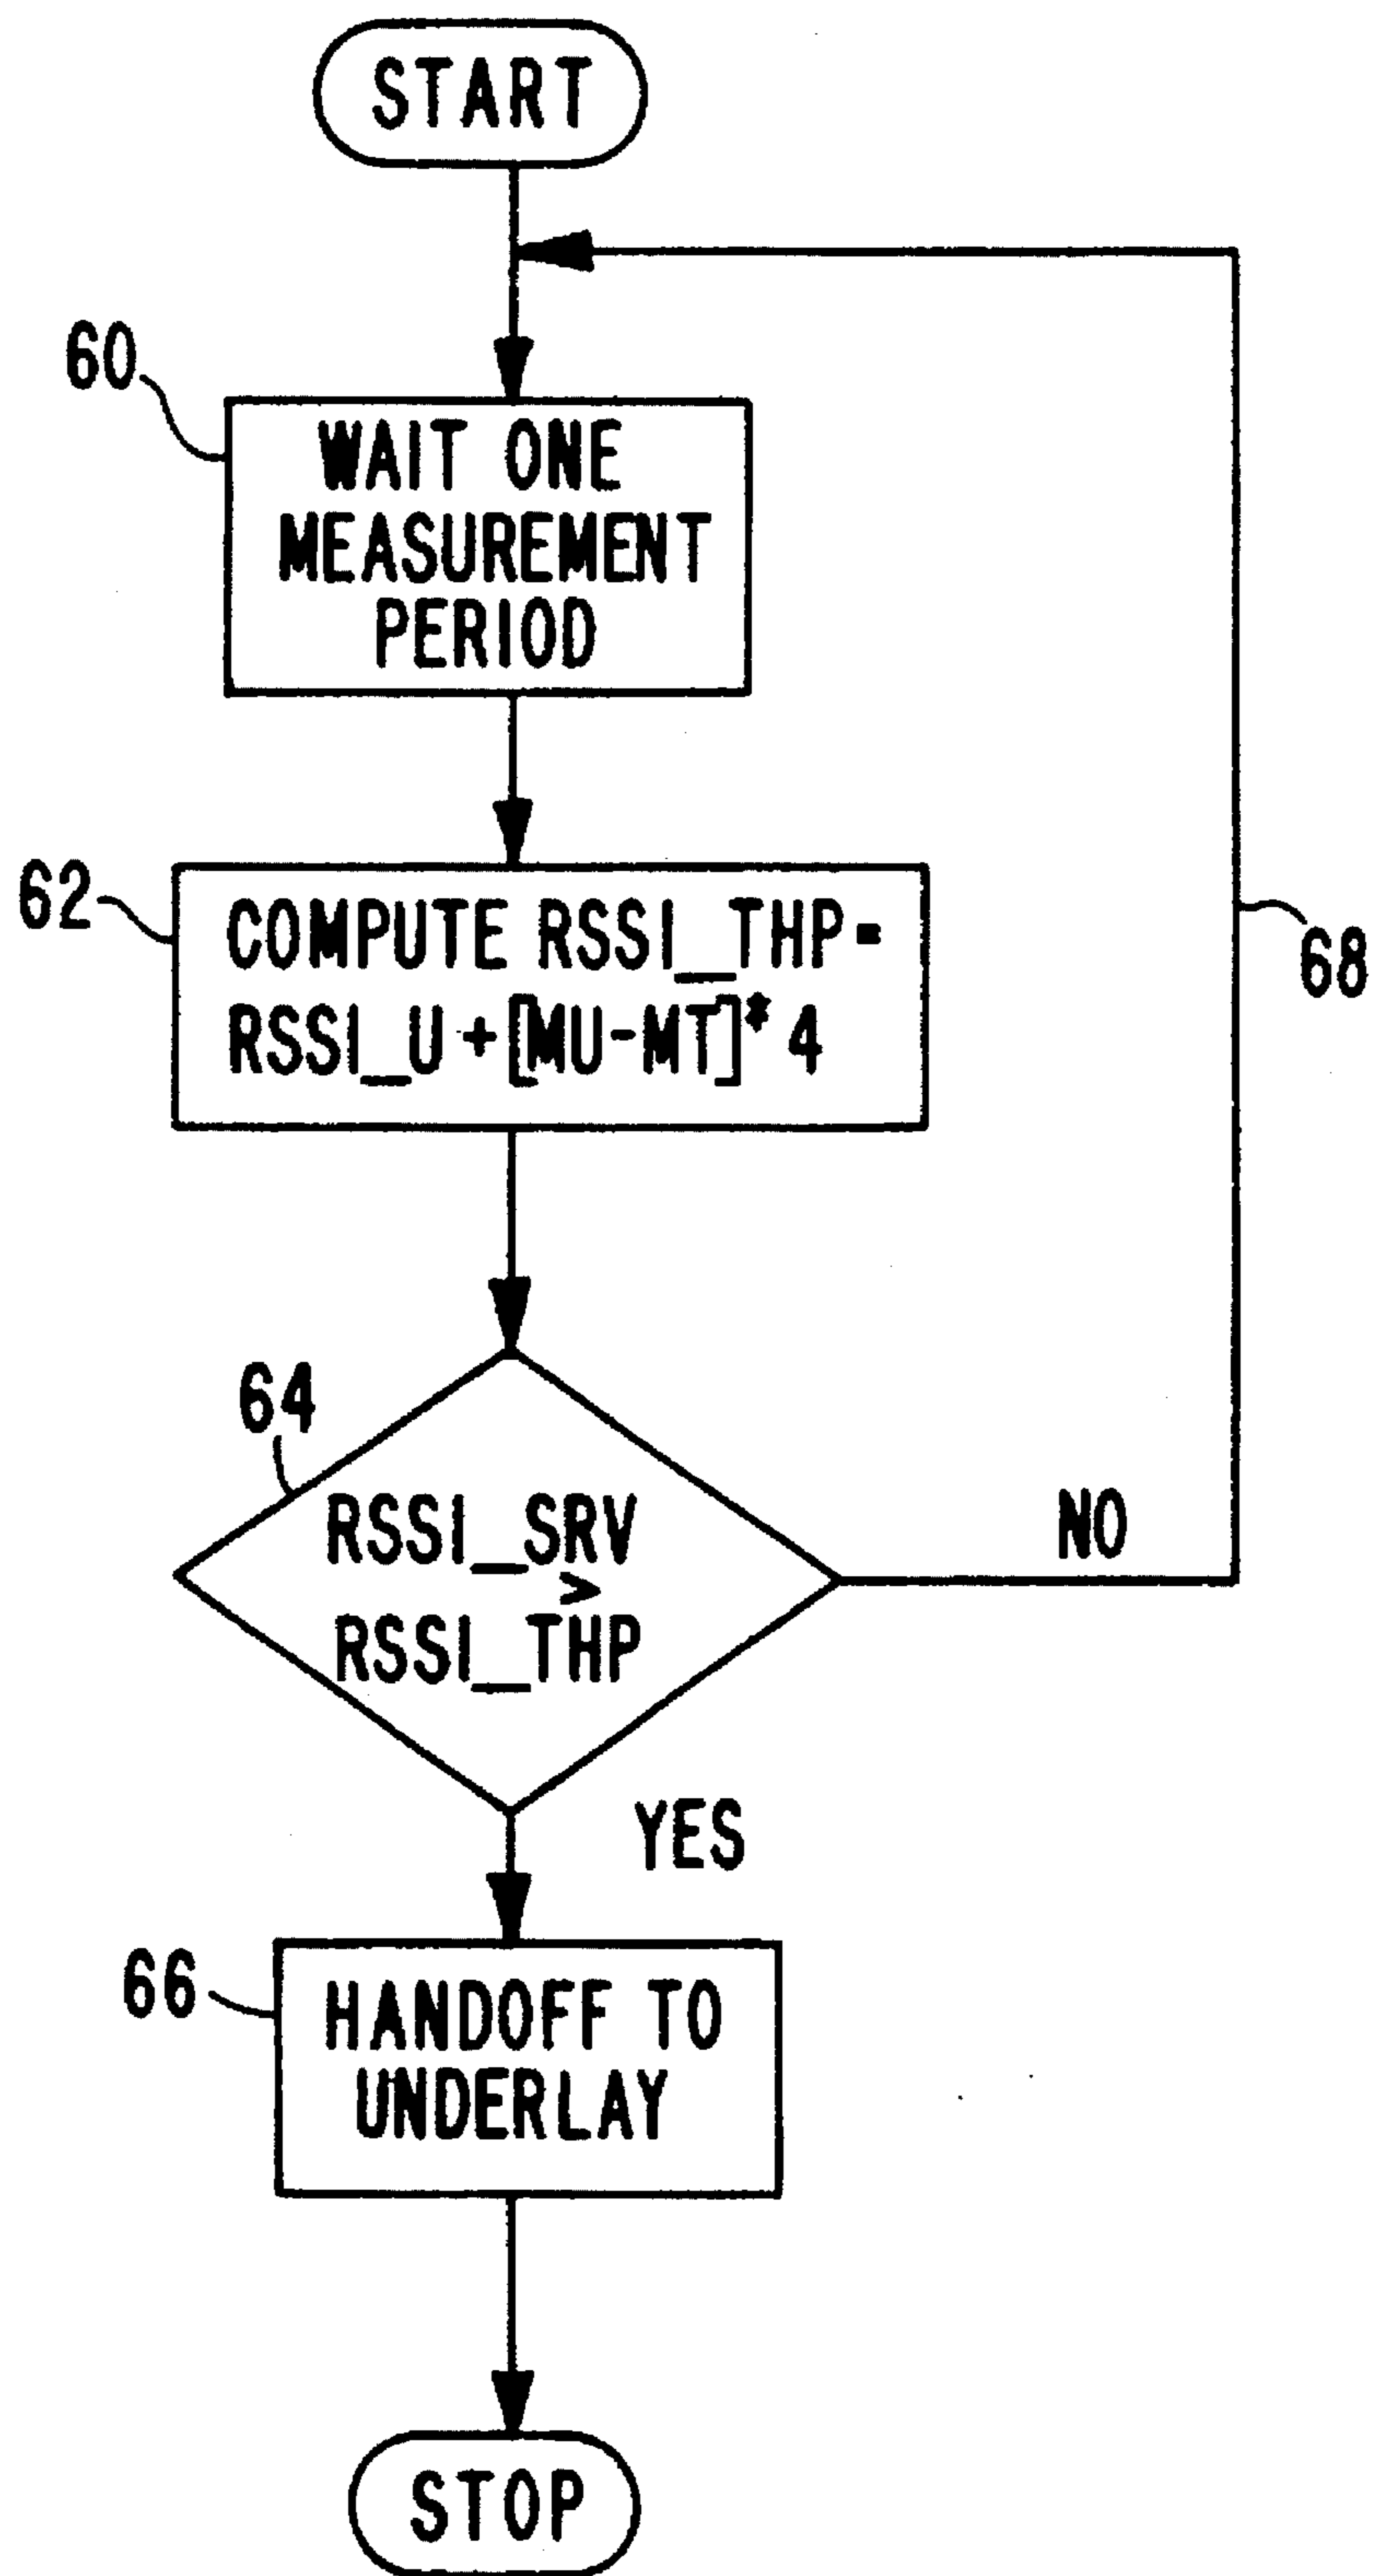 START
60
WAIT ONE
MEASUREMENT
PERIOD
62
COMPUTE RSSI_THP=
RSSI_U+[MU-MT]*4
68
64
RSSI_SRV
>
RSSI_THP
NO
YES
66
HANDOFF TO
UNDERLAY
STOP